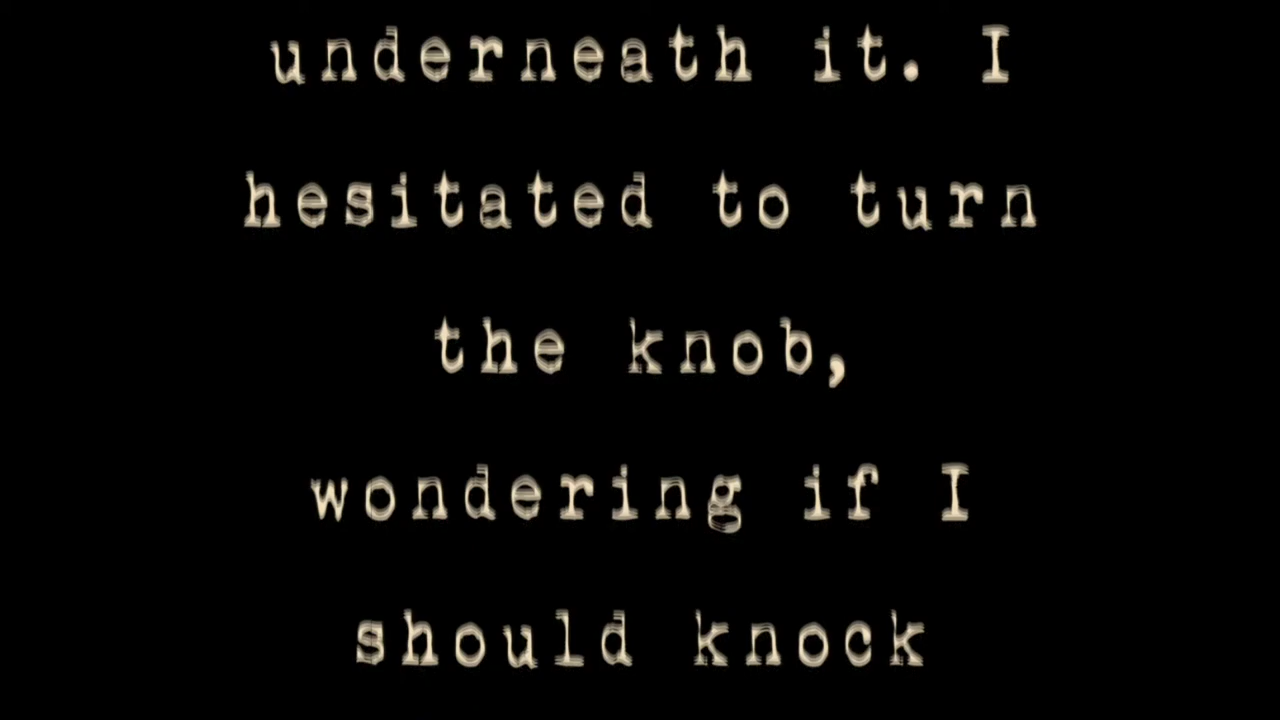 underneath it. I
hesitated to turn
the knob,
wondering if I
should knock